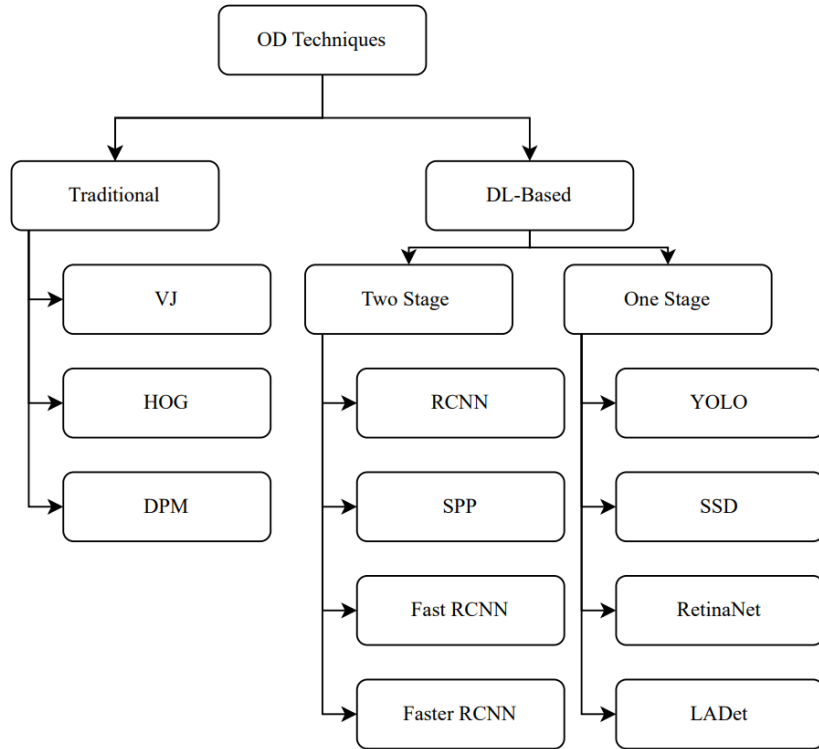 OD Techniques
Traditional
DL-Based
VJ
Two Stage
One Stage
HOG
RCNN
YOLO
DPM
SPP
SSD
Fast RCNN
RetinaNet
Faster RCNN
LADet